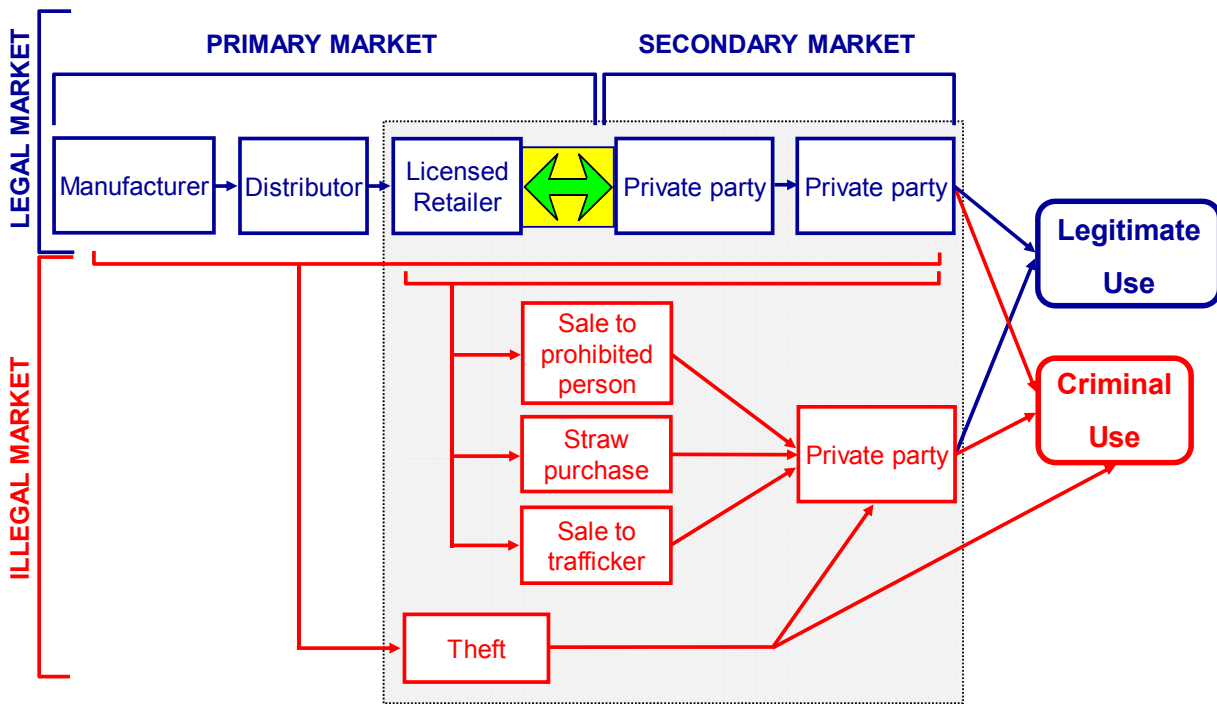 PRIMARY MARKET
SECONDARY MARKET
LEGAL MARKET
Manufacturer
Distributor
Licensed
Retailer
Private party
Private party
Legitimate
Use
ILLEGAL MARKET
Sale to
prohibited
person
Straw
purchase
Sale to
trafficker
Private party
Criminal
Use
Theft